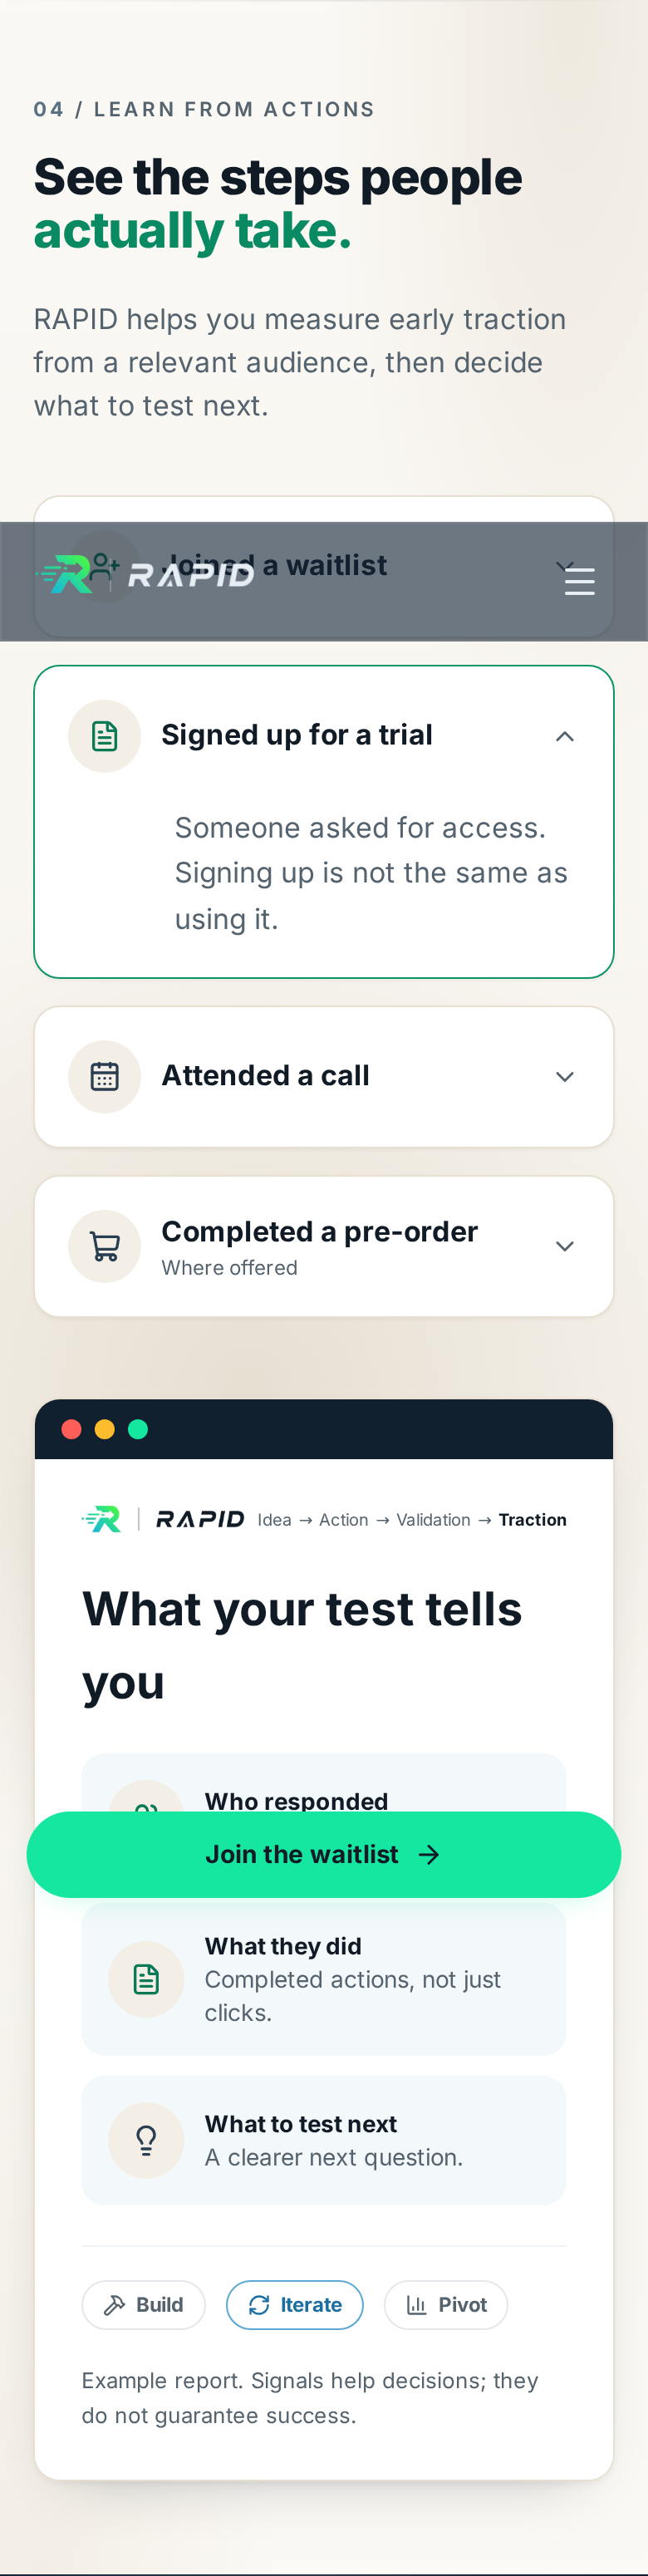 04 / LEARN FROM ACTIONS
See the steps people
actually take.
RAPID helps you measure early traction
from a relevant audience, then decide
what to test next.
Joined a waitlist
RAPID
Signed up for a trial
Someone asked for access.
Signing up is not the same as
using it.
Attended a call
Completed a pre-order
Where offered
RAPID Idea → Action → Validation → Traction
What your test tells
you
Who responded
Join the waitlist →
What they did
Completed actions, not just
clicks.
What to test next
A clearer next question.
Build Iterate Pivot
Example report. Signals help decisions; they
do not guarantee success.